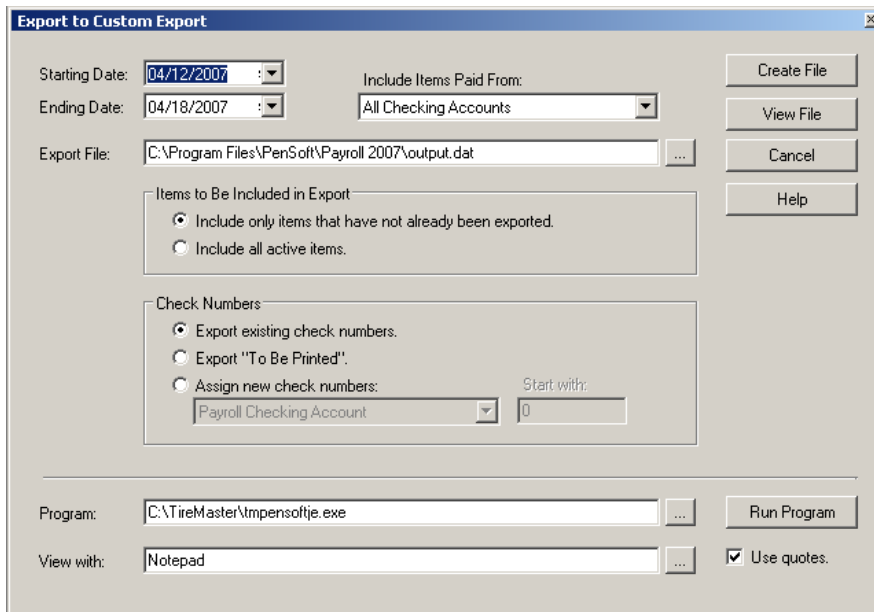 Export to Custom Export
Starting Date: 04/12/2007
Include Items Paid From:
Create File
Ending Date: 04/18/2007
All Checking Accounts
View File
Export File: C:\Program Files\PenSoft\Payroll 2007\output.dat ...
Cancel
Items to Be Included in Export
Help
Include only items that have not already been exported.
Include all active items.
Check Numbers
Export existing check numbers.
Export "To Be Printed".
Assign new check numbers:
Start with:
Payroll Checking Account
0
Program: C:\TireMaster\tmpensoftje.exe ...
Run Program
View with: Notepad ...
Use quotes.